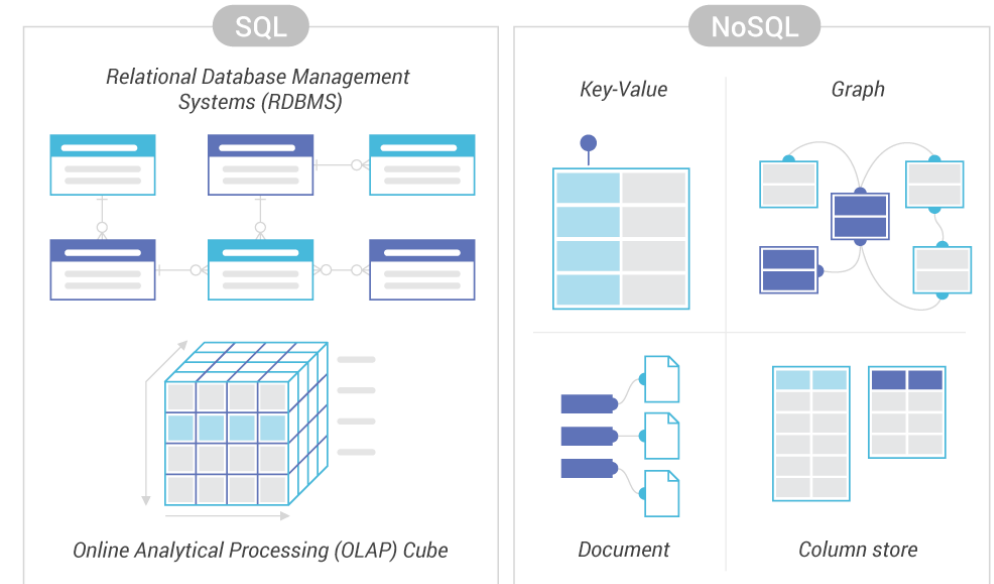 SQL
Relational Database Management
Systems (RDBMS)
Online Analytical Processing (OLAP) Cube
NoSQL
Key-Value
Graph
Document
Column store